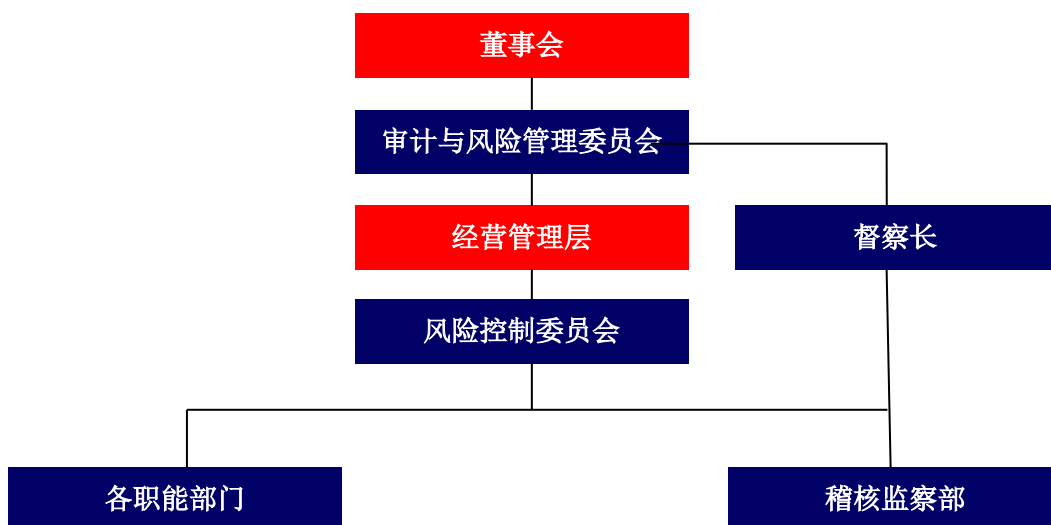 董事会
审计与风险管理委员会
经营管理层
督察长
风险控制委员会
各职能部门
稽核监察部